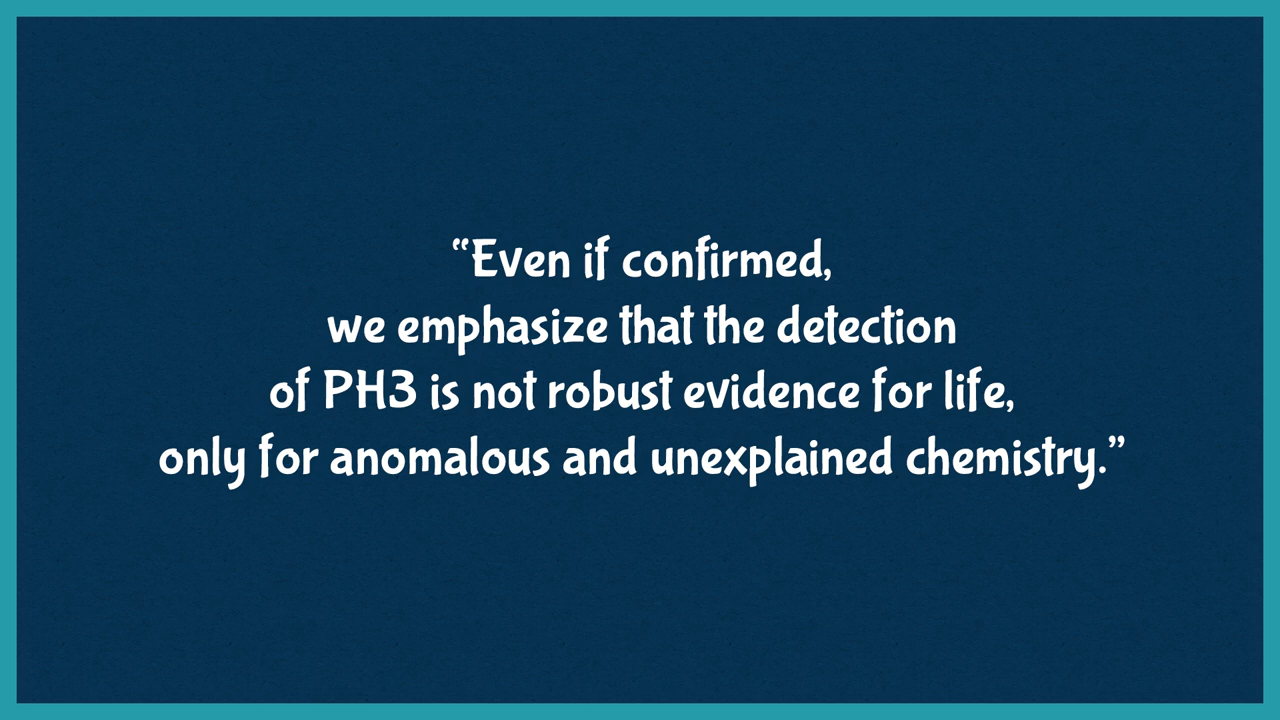 “Even if confirmed,
we emphasize that the detection
of PH3 is not robust evidence for life,
only for anomalous and unexplained chemistry.”